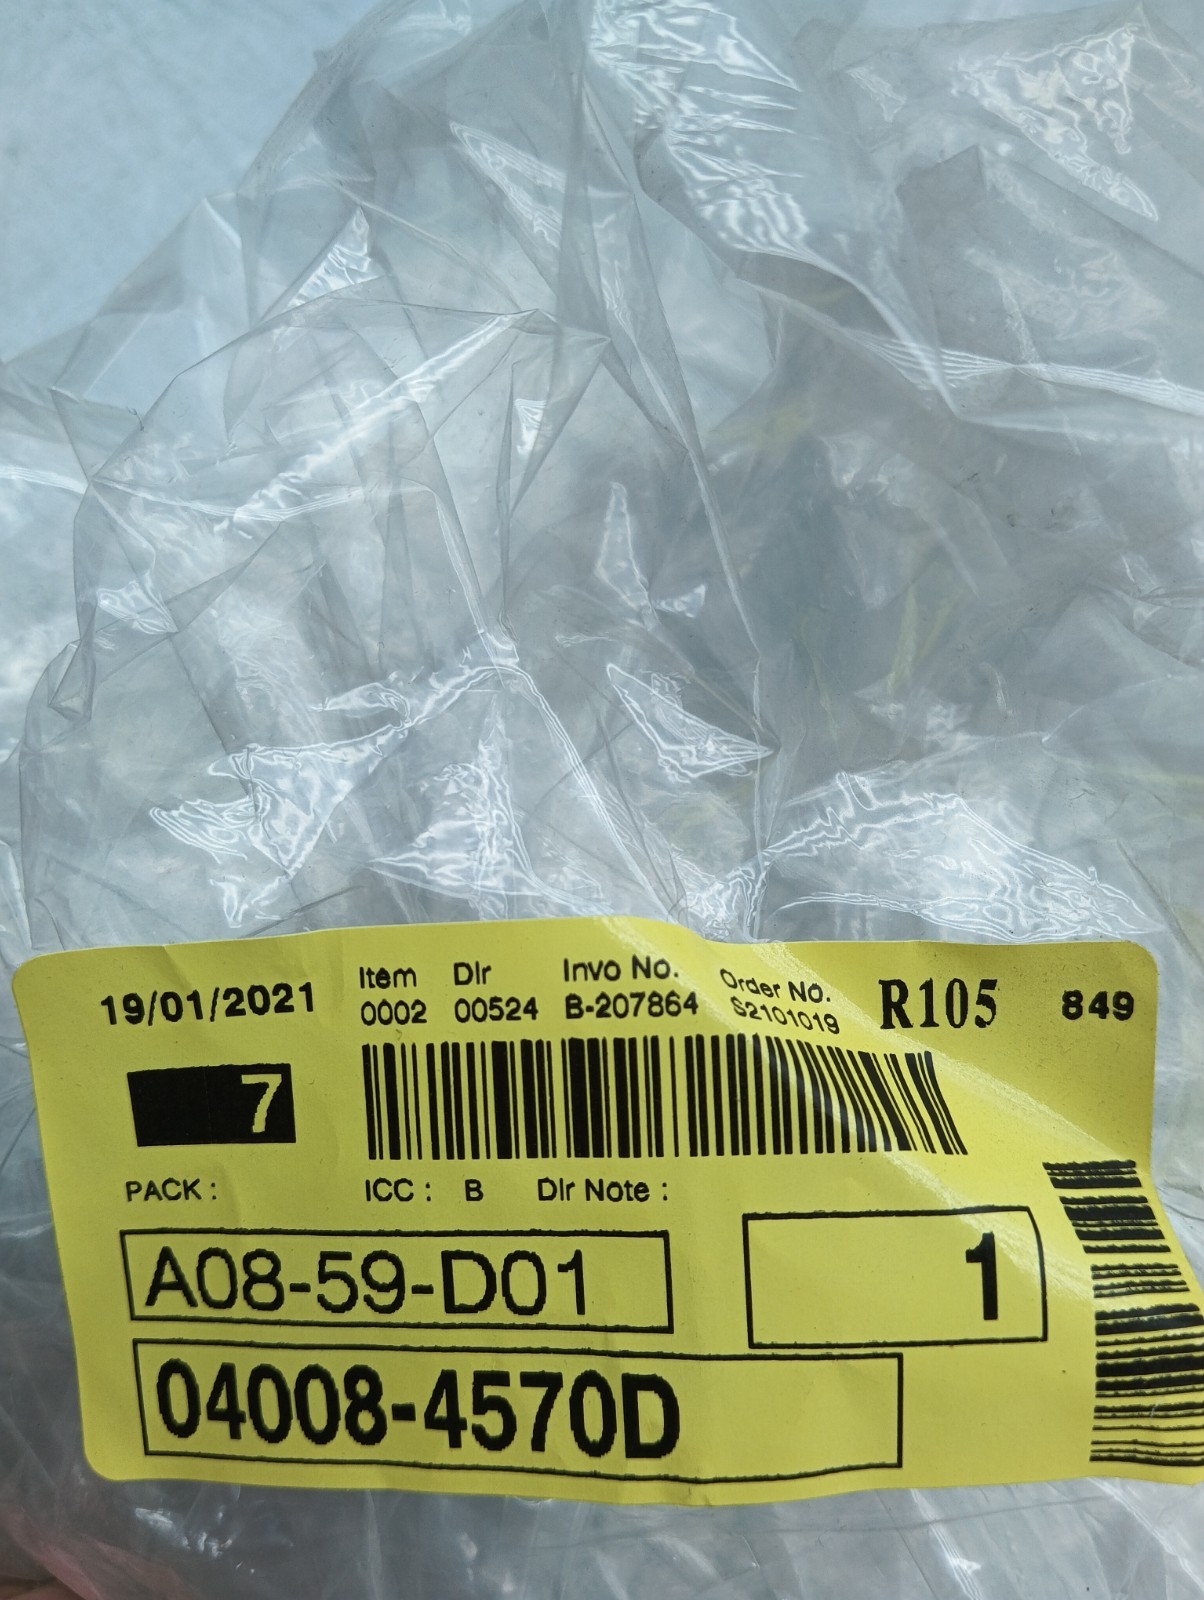 19/01/2021
Item Dlr Invo No. Order No.
0002 00524 B-207864 S2101019 R105 849
7
PACK : ICC : B Dlr Note :
A08-59-D01 1
04008-4570D